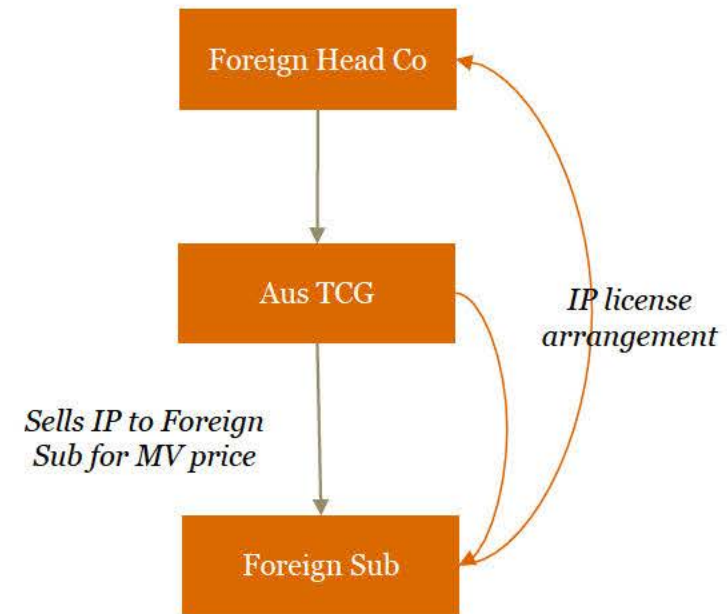 Foreign Head Co
Aus TCG
IP license
arrangement
Sells IP to Foreign
Sub for MV price
Foreign Sub